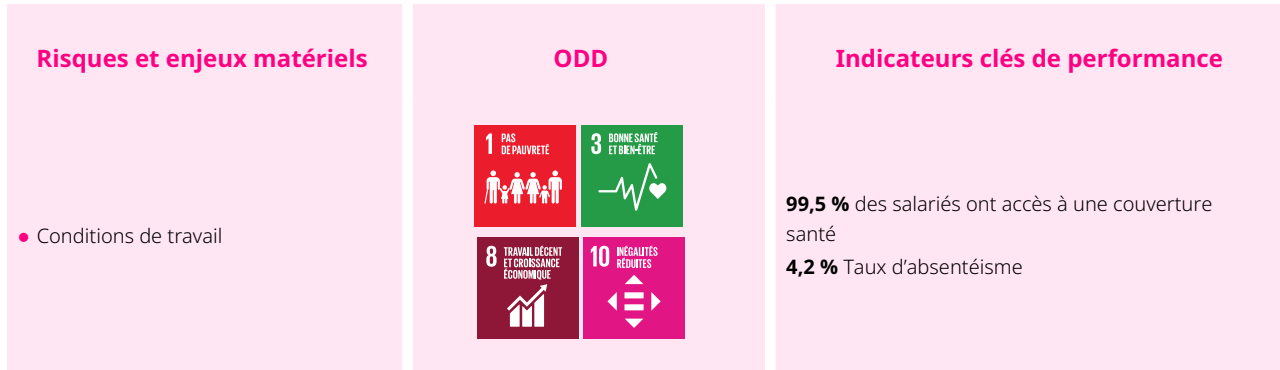 Risques et enjeux matériels
ODD
Indicateurs clés de performance
• Conditions de travail
1 PAS
DE PAUVRETÉ
3 BONNE SANTÉ
ET BIEN-ÊTRE
8 TRAVAIL DÉCENT
ET CROISSANCE
ÉCONOMIQUE
10 INÉGALITÉS
RÉDUITES
99,5 % des salariés ont accès à une couverture
santé
4,2 % Taux d’absentéisme